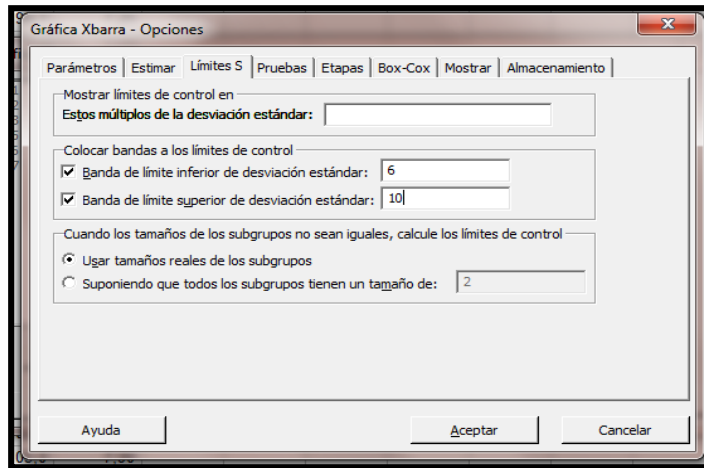 Gráfica Xbarra - Opciones
Parámetros Estimar Límites S Pruebas Etapas Box-Cox Mostrar Almacenamiento
Mostrar límites de control en
Estos múltiplos de la desviación estándar:
Colocar bandas a los límites de control
Banda de límite inferior de desviación estándar: 6
Banda de límite superior de desviación estándar: 10
Cuando los tamaños de los subgrupos no sean iguales, calcule los límites de control
Usar tamaños reales de los subgrupos
Suponiendo que todos los subgrupos tienen un tamaño de: 2
Ayuda Aceptar Cancelar